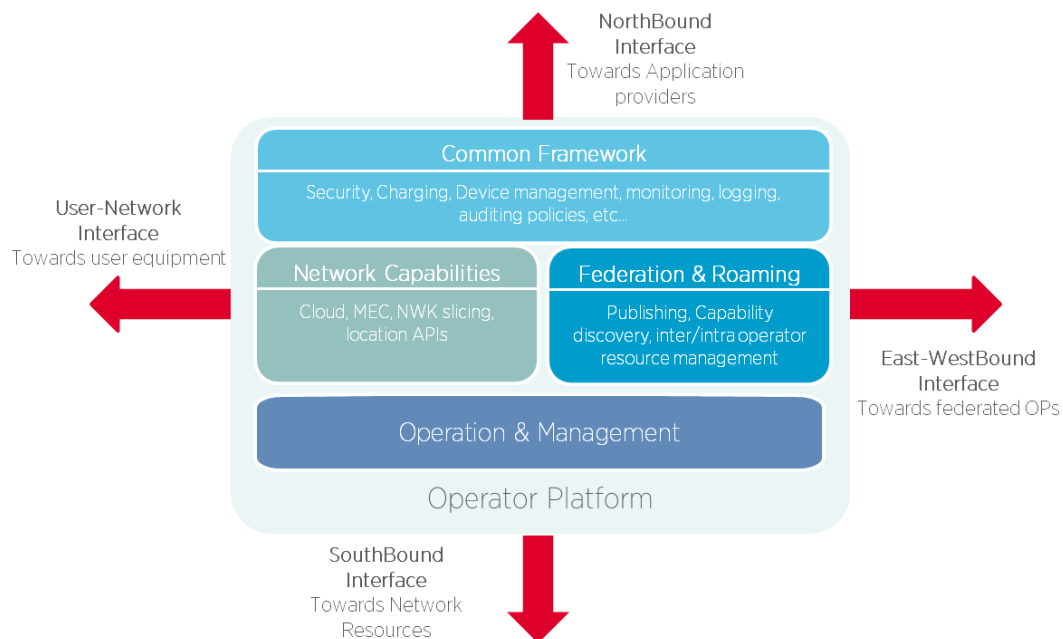 NorthBound
Interface
Towards Application
providers
Common Framework
Security, Charging, Device management, monitoring, logging,
auditing policies, etc...
User-Network
Interface
Towards user equipment
Network Capabilities
Cloud, MEC, NWK slicing,
location APIs
Federation & Roaming
Publishing, Capability
discovery, inter/intra operator
resource management
East-WestBound
Interface
Towards federated OPs
Operation & Management
Operator Platform
SouthBound
Interface
Towards Network
Resources